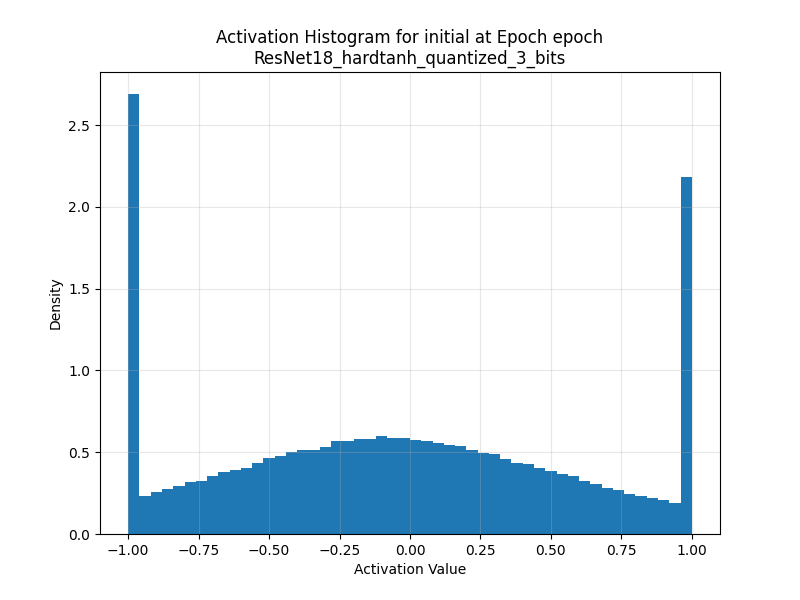 Activation Histogram for initial at Epoch epoch
ResNet18_hardtanh_quantized_3_bits
Density
2.5
2.0
1.5
1.0
0.5
0.0
−1.00 −0.75 −0.50 −0.25 0.00 0.25 0.50 0.75 1.00
Activation Value